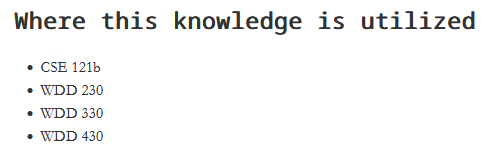 Where this knowledge is utilized
• CSE 121b
• WDD 230
• WDD 330
• WDD 430